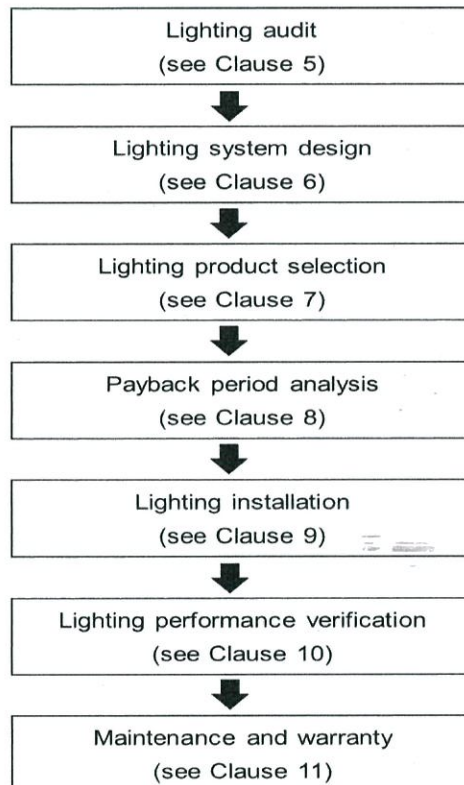 Lighting audit
(see Clause 5)
Lighting system design
(see Clause 6)
Lighting product selection
(see Clause 7)
Payback period analysis
(see Clause 8)
Lighting installation
(see Clause 9)
Lighting performance verification
(see Clause 10)
Maintenance and warranty
(see Clause 11)